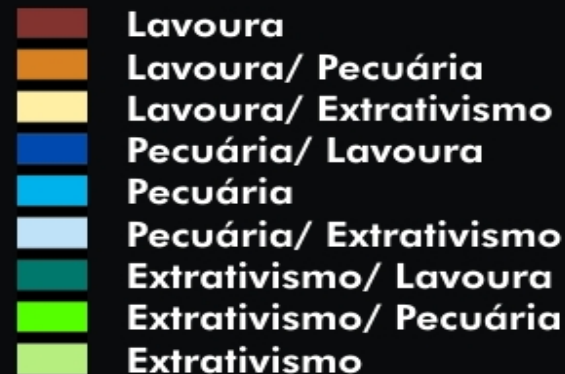 Lavoura
Lavoura/ Pecuária
Lavoura/ Extrativismo
Pecuária/ Lavoura
Pecuária
Pecuária/ Extrativismo
Extrativismo/ Lavoura
Extrativismo/ Pecuária
Extrativismo